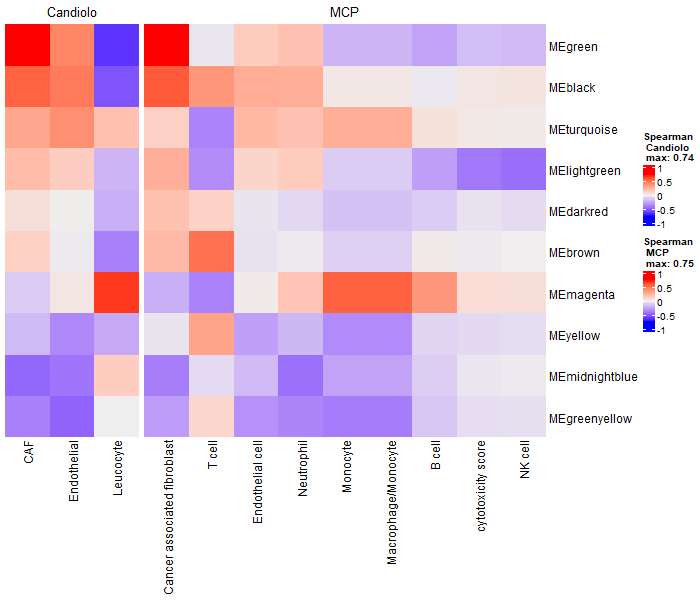 Candiolo
MCP
MEgreen
MEblack
MEturquoise
MElightgreen
MEdarkred
MEbrown
MEmagenta
MEyellow
MEmidnightblue
MEgreenyellow
CAF
Endothelial
Leucocyte
Cancer associated fibroblast
T cell
Endothelial cell
Neutrophil
Monocyte
Macrophage/Monocyte
B cell
cytotoxicity score
NK cell
Spearman
Candiolo
max: 0.74
1
0.5
0
-0.5
-1
Spearman
MCP
max: 0.75
1
0.5
0
-0.5
-1